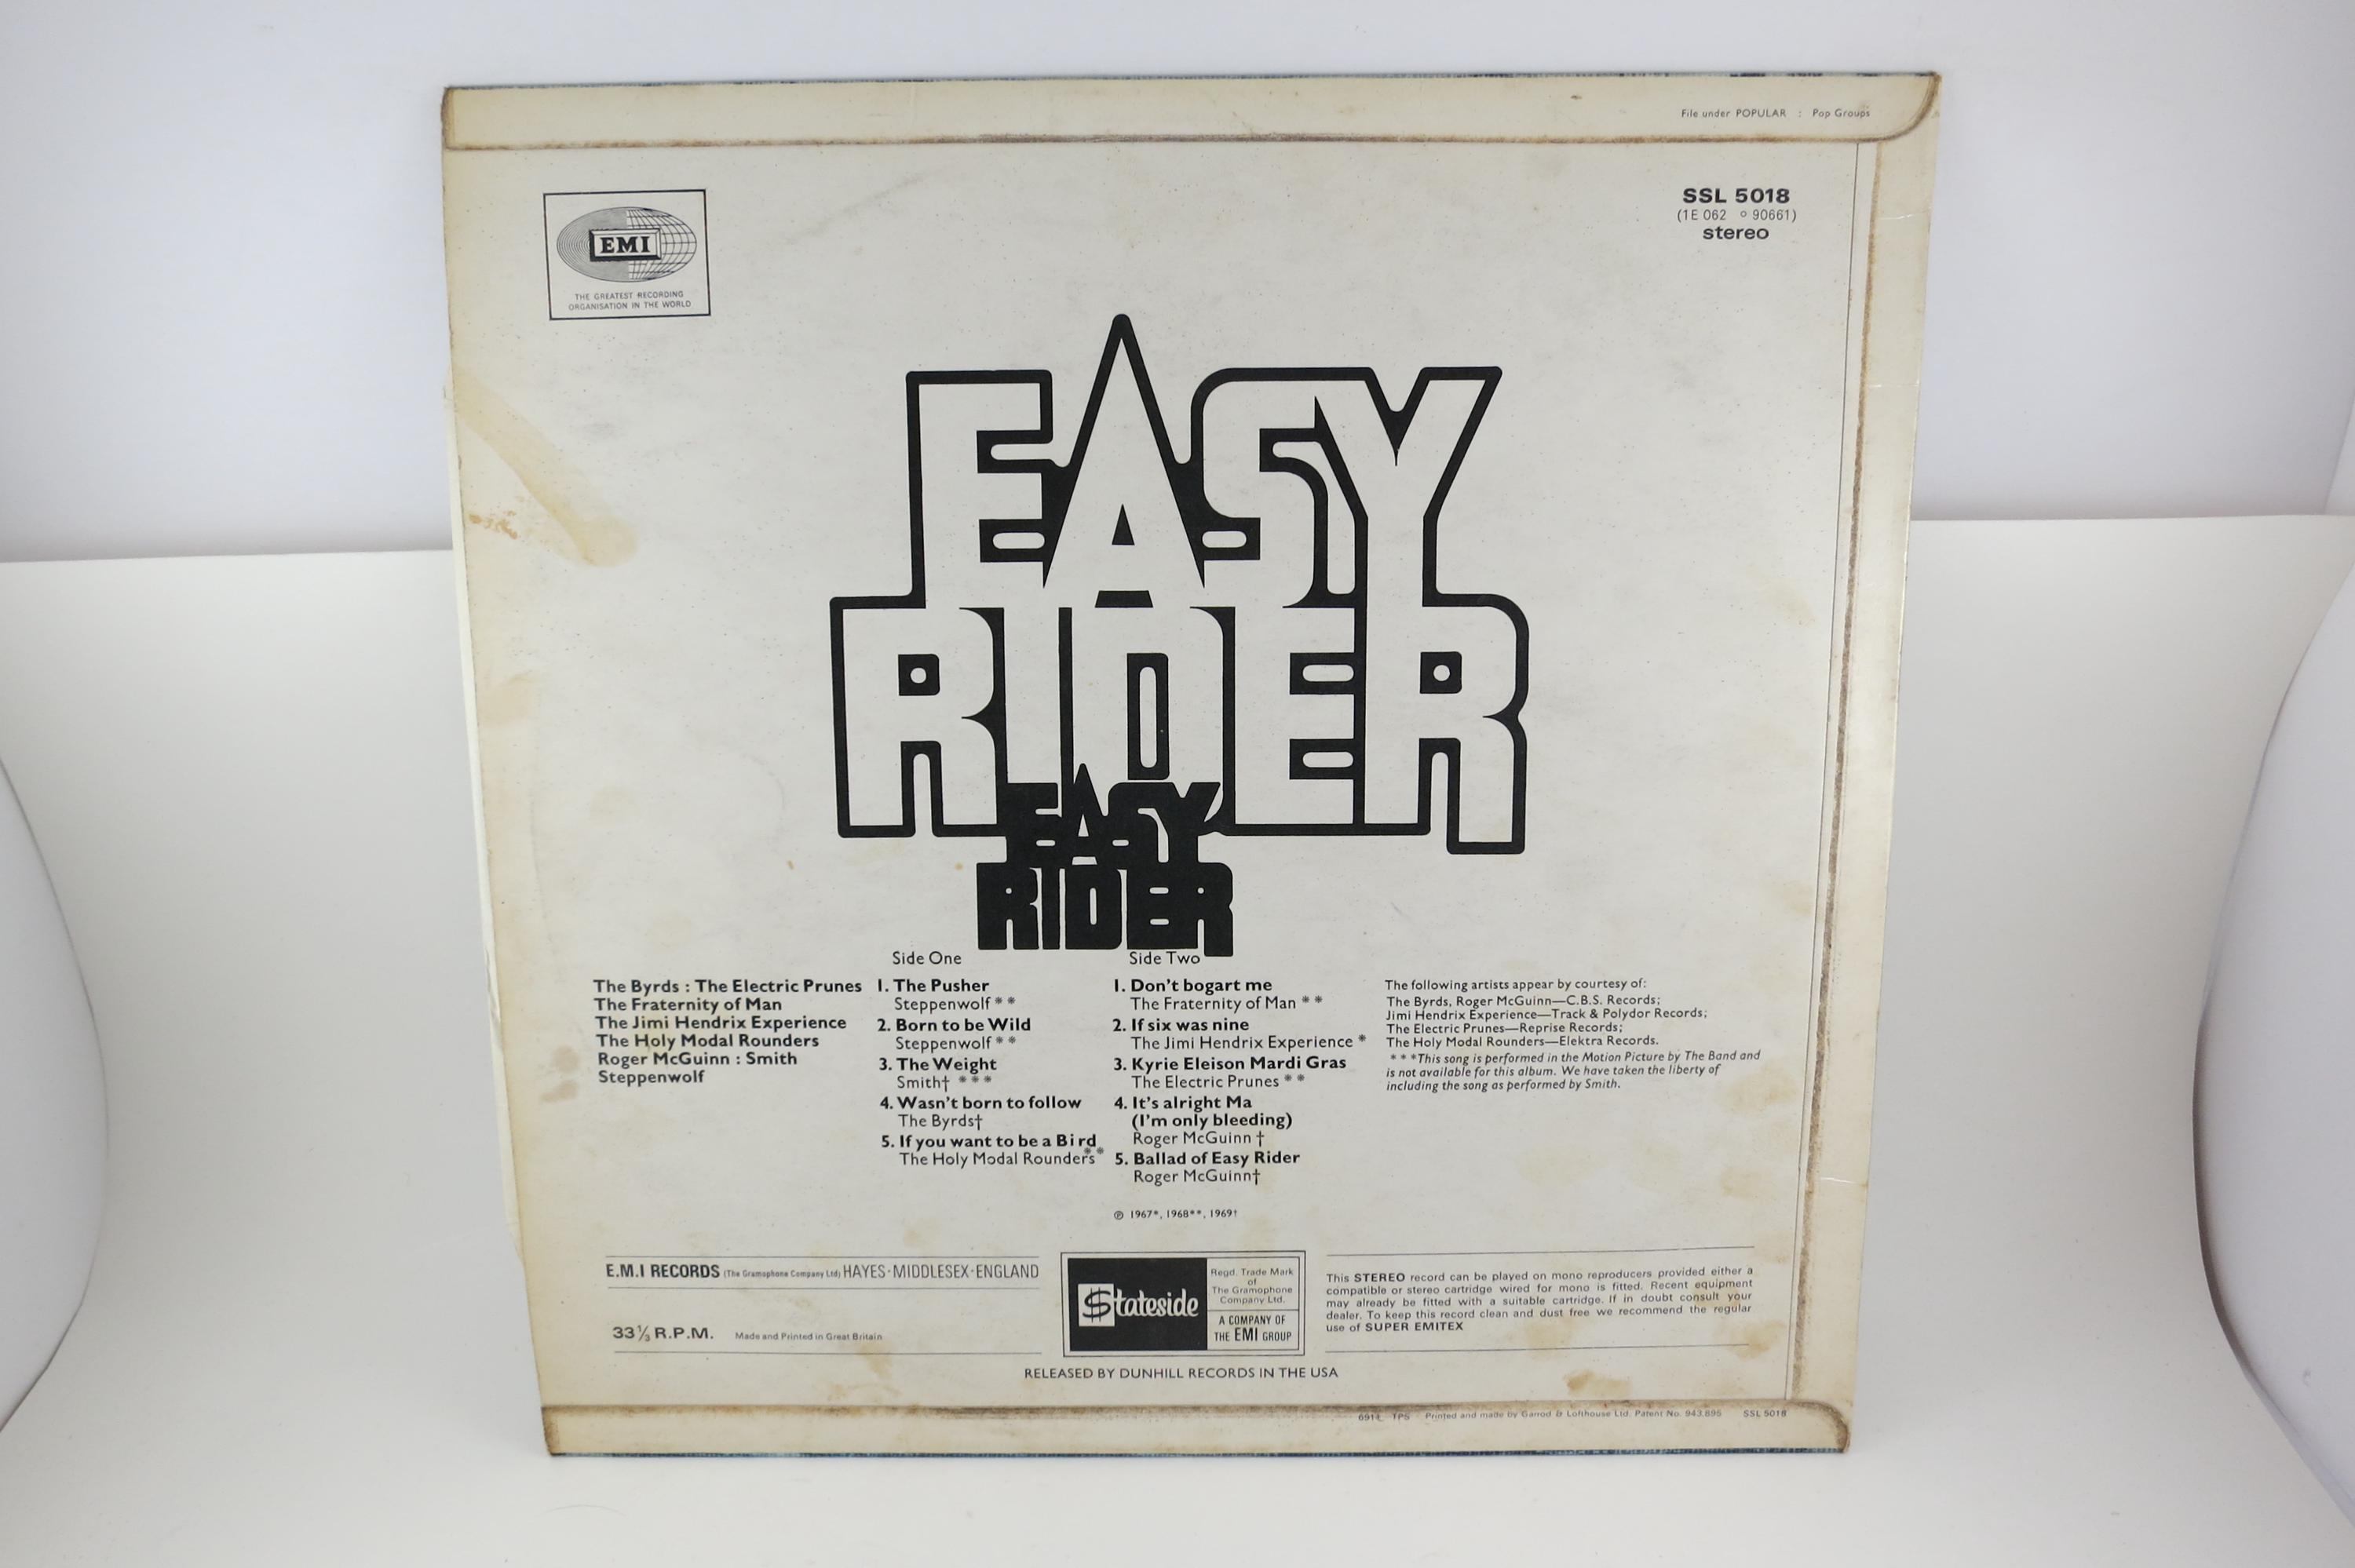 File under POPULAR : Pop Groups
EMI
THE GREATEST RECORDING
ORGANISATION IN THE WORLD
SSL 5018
(1E 062 ° 90661)
stereo
EASY
RIDER
EASY
RIDER
The Byrds : The Electric Prunes
The Fraternity of Man
The Jimi Hendrix Experience
The Holy Modal Rounders
Roger McGuinn : Smith
Steppenwolf
Side One
1. The Pusher
Steppenwolf **
2. Born to be Wild
Steppenwolf **
3. The Weight
Smith† ***
4. Wasn't born to follow
The Byrds†
5. If you want to be a Bird
The Holy Modal Rounders**
Side Two
1. Don't bogart me
The Fraternity of Man **
2. If six was nine
The Jimi Hendrix Experience *
3. Kyrie Eleison Mardi Gras
The Electric Prunes **
4. It's alright Ma
(I'm only bleeding)
Roger McGuinn †
5. Ballad of Easy Rider
Roger McGuinn†
℗ 1967*, 1968**, 1969†
The following artists appear by courtesy of:
The Byrds, Roger McGuinn—C.B.S. Records;
Jimi Hendrix Experience—Track & Polydor Records;
The Electric Prunes—Reprise Records;
The Holy Modal Rounders—Elektra Records.
***This song is performed in the Motion Picture by The Band and
is not available for this album. We have taken the liberty of
including the song as performed by Smith.
E.M.I RECORDS (The Gramophone Company Ltd) HAYES·MIDDLESEX·ENGLAND
33⅓ R.P.M. Made and Printed in Great Britain
Stateside
Regd. Trade Mark
of
The Gramophone
Company Ltd.
A COMPANY OF
THE EMI GROUP
This STEREO record can be played on mono reproducers provided either a
compatible or stereo cartridge wired for mono is fitted. Recent equipment
may already be fitted with a suitable cartridge. If in doubt consult your
dealer. To keep this record clean and dust free we recommend the regular
use of SUPER EMITEX
RELEASED BY DUNHILL RECORDS IN THE USA
TPS Printed and made by Garrod & Lofthouse Ltd. Patent No. 943,895 SSL 5018